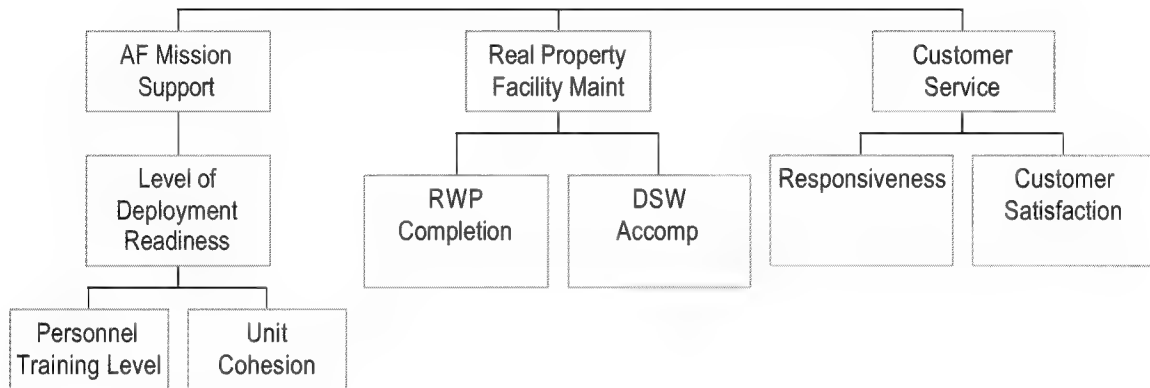 AF Mission
Support
Real Property
Facility Maint
Customer
Service
Level of
Deployment
Readiness
RWP
Completion
DSW
Accomp
Responsiveness
Customer
Satisfaction
Personnel
Training Level
Unit
Cohesion